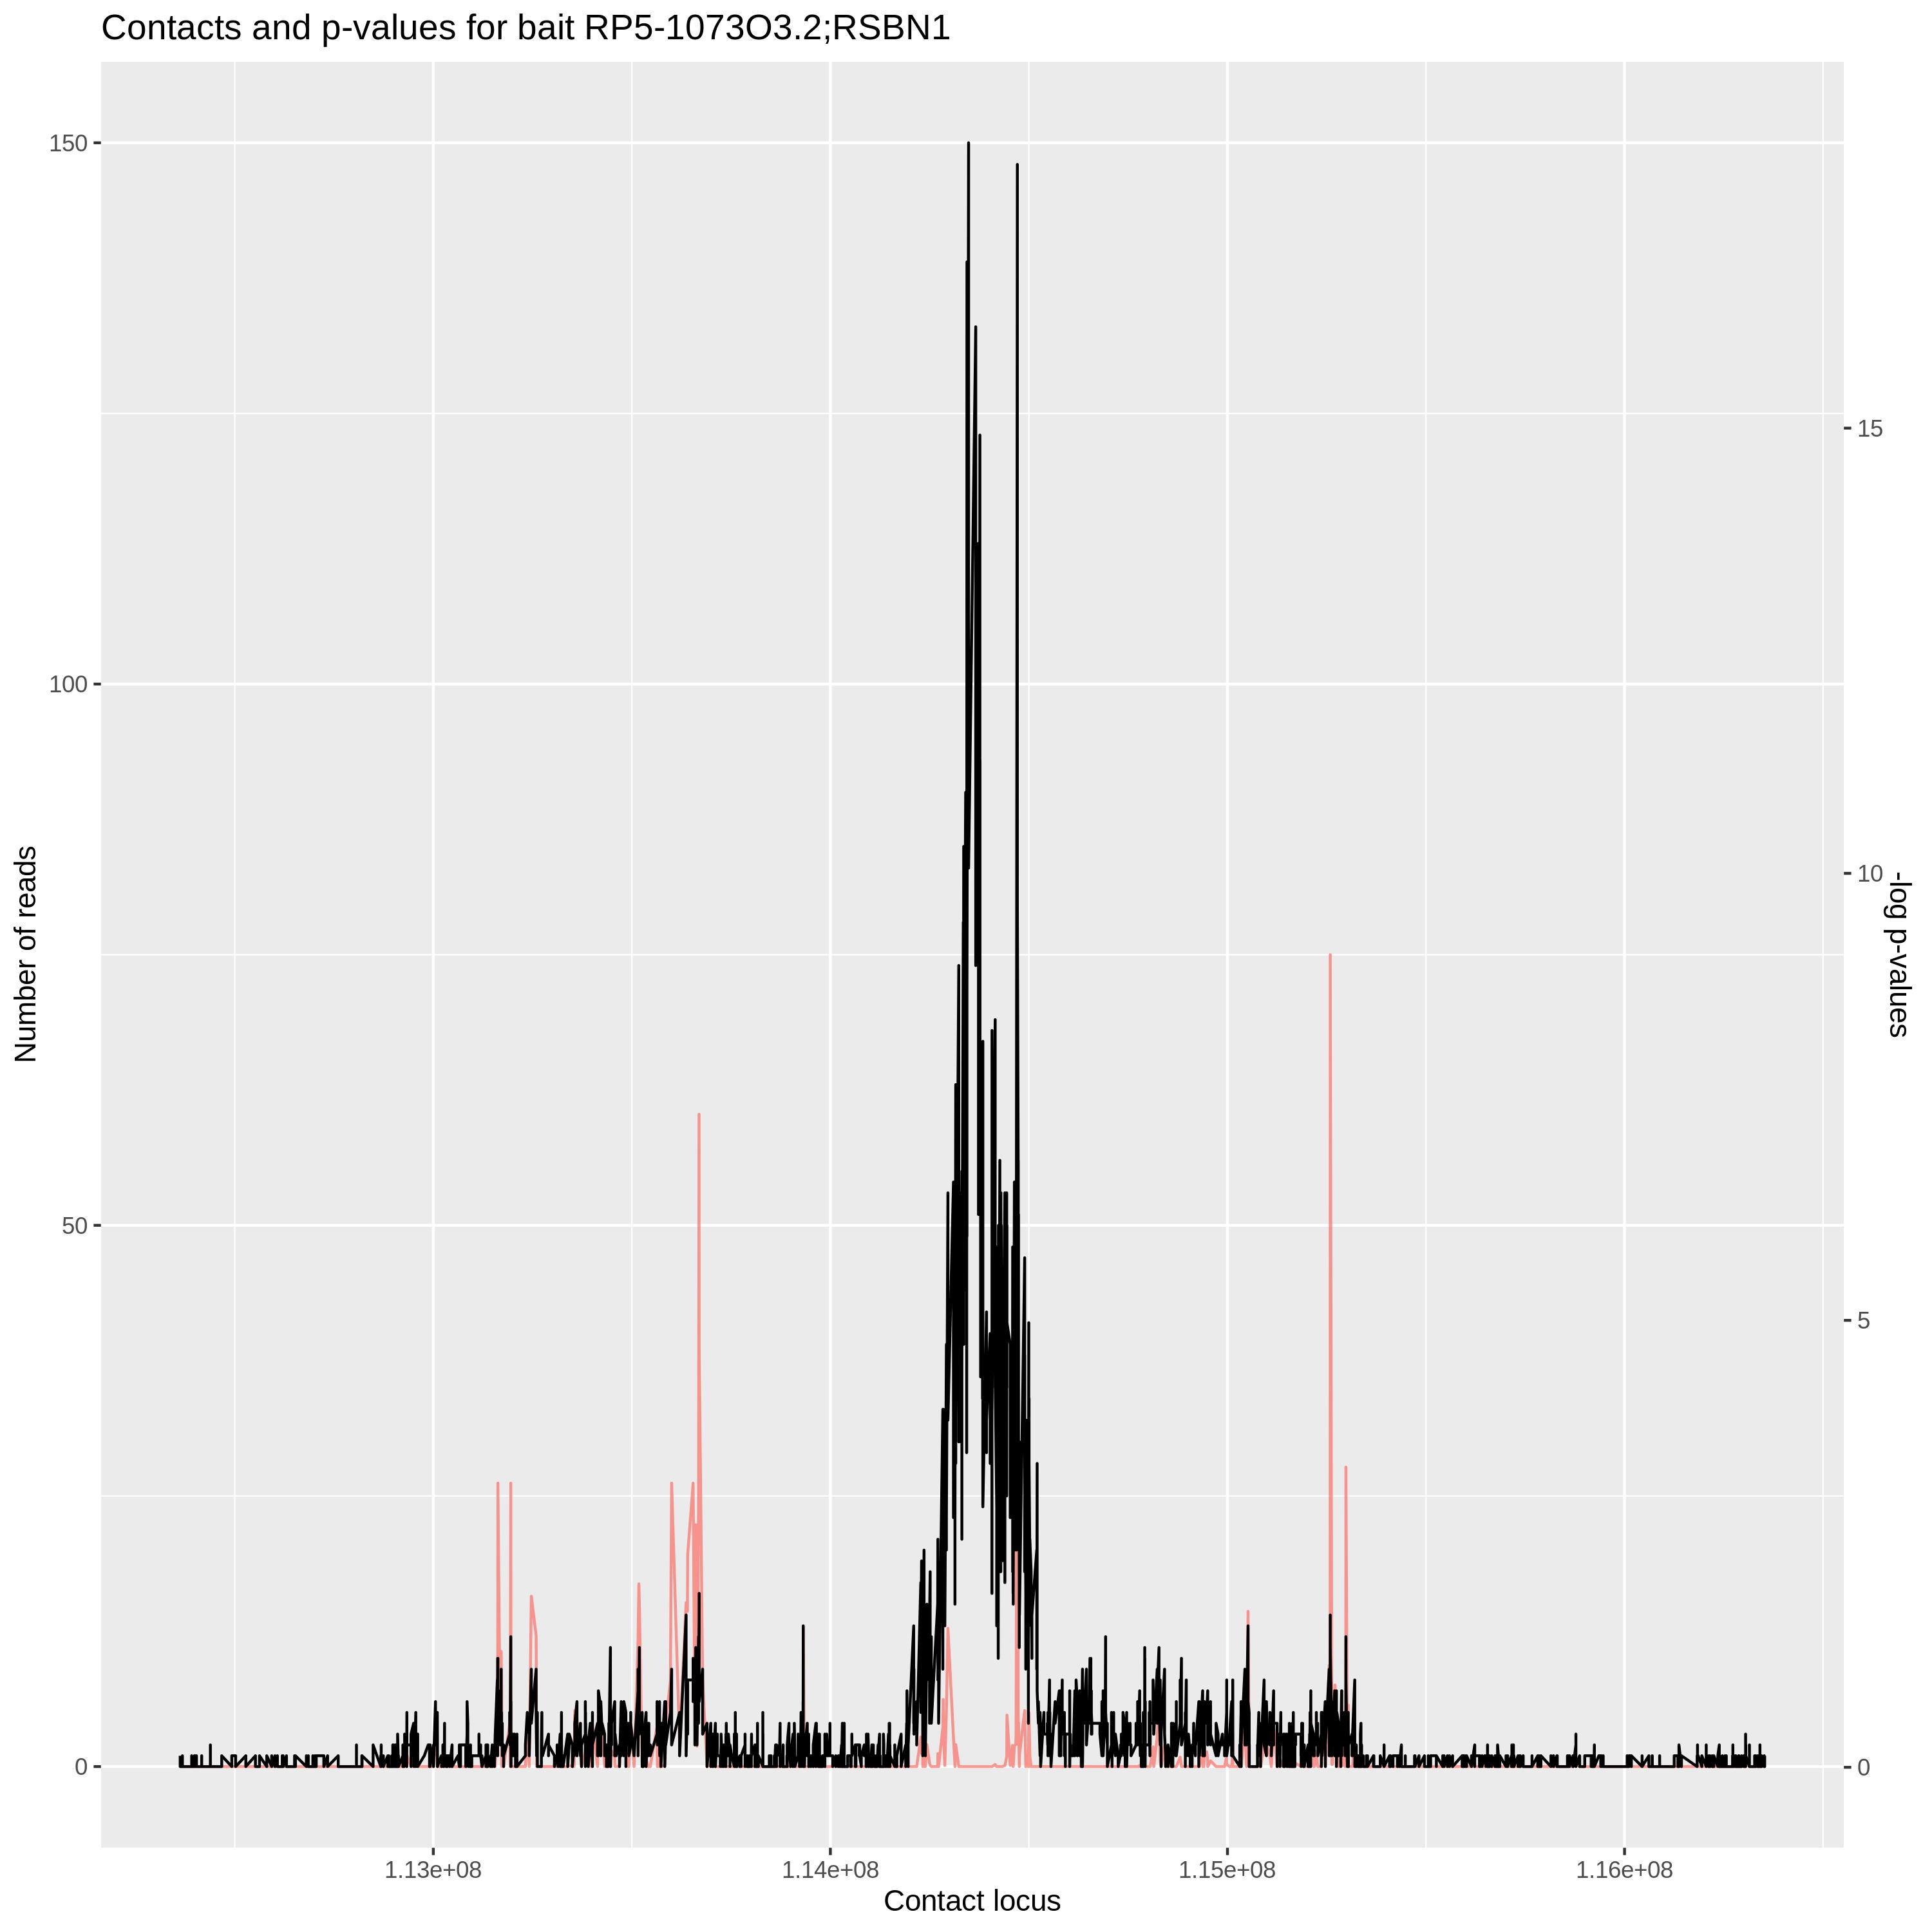 Contacts and p-values for bait RP5-1073O3.2;RSBN1
150
100
50
0
Number of reads
15
10
5
0
-log p-values
1.13e+08
1.14e+08
1.15e+08
1.16e+08
Contact locus